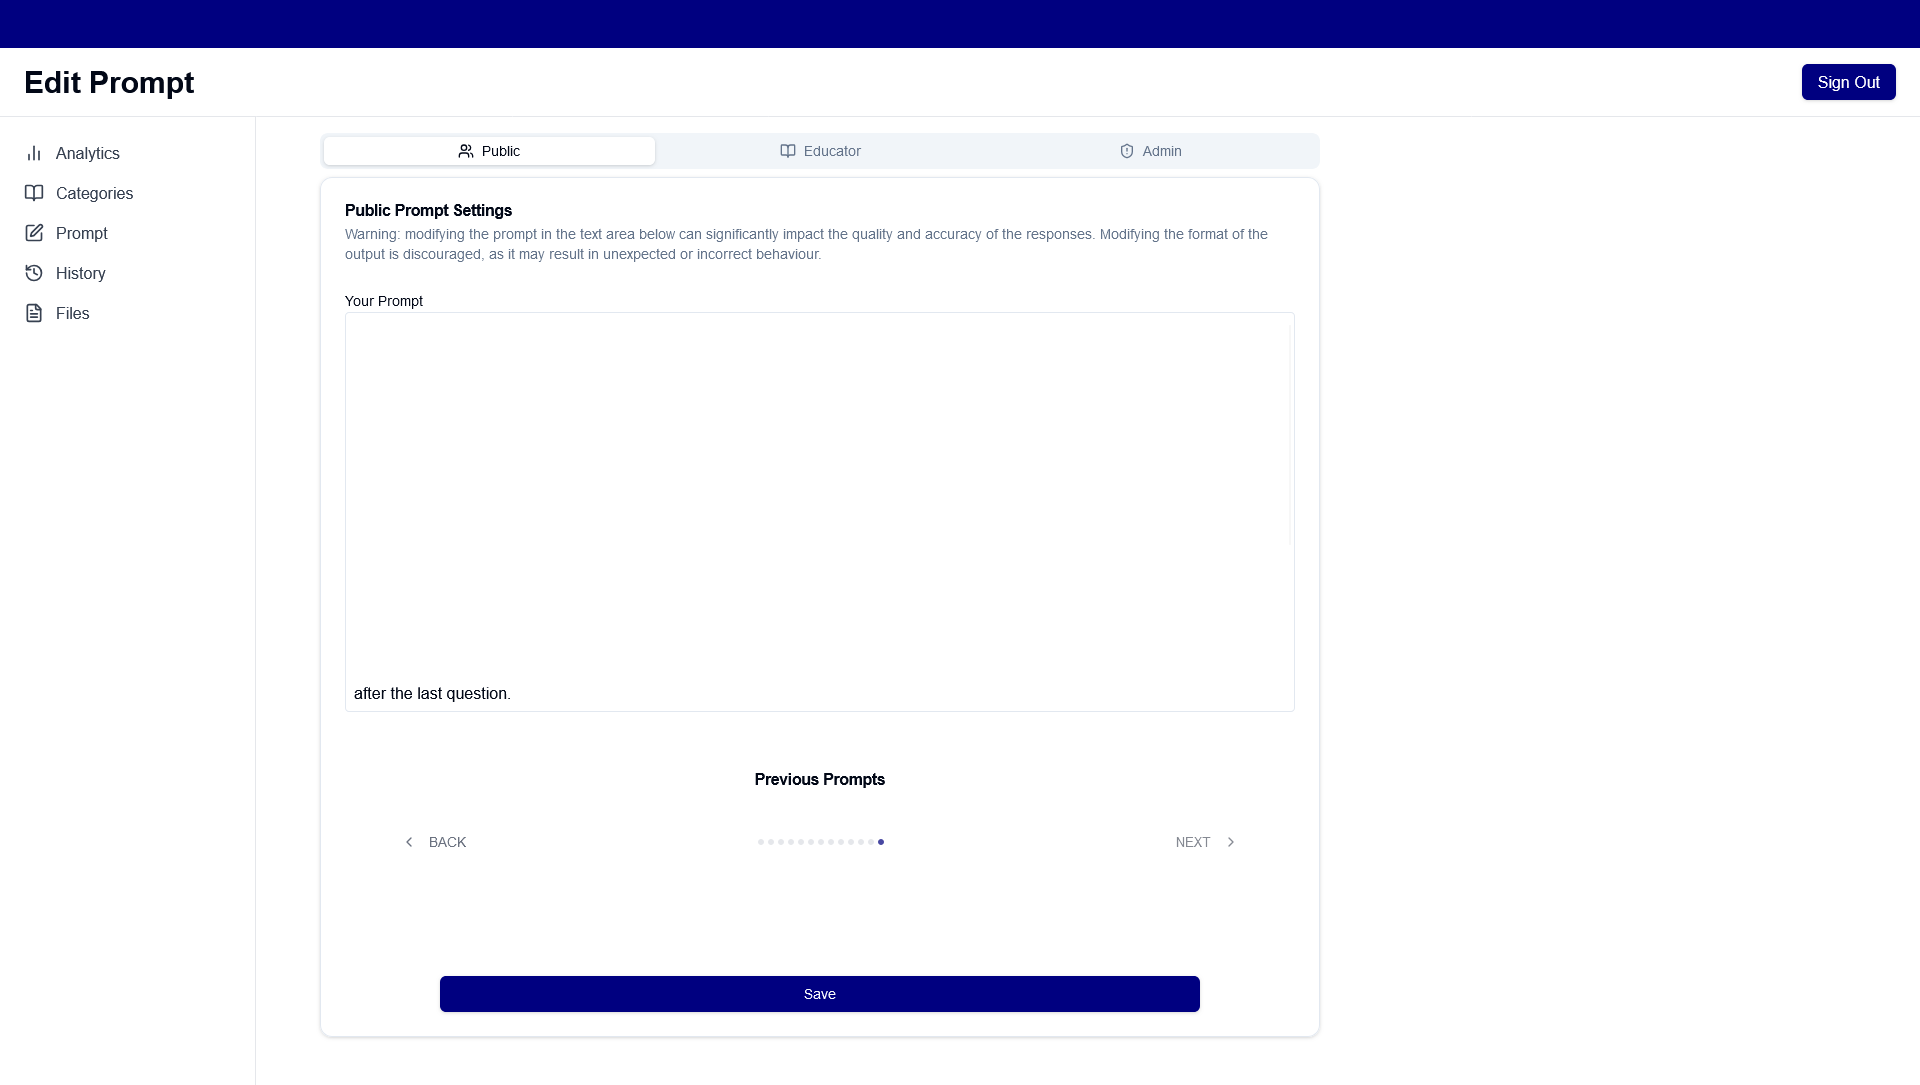 Edit Prompt
Sign Out
Analytics
Categories
Prompt
History
Files
Public
Educator
Admin
Public Prompt Settings
Warning: modifying the prompt in the text area below can significantly impact the quality and accuracy of the responses. Modifying the format of the
output is discouraged, as it may result in unexpected or incorrect behaviour.
Your Prompt
after the last question.
Previous Prompts
BACK
NEXT
Save